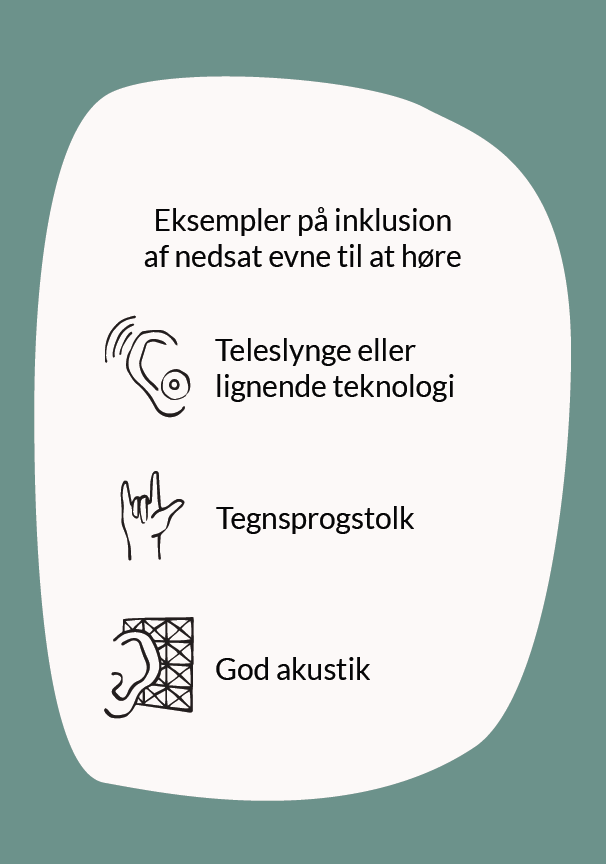 Eksempler på inklusion
af nedsat evne til at høre
Teleslynge eller
lignende teknologi
Tegnsprogstolk
God akustik